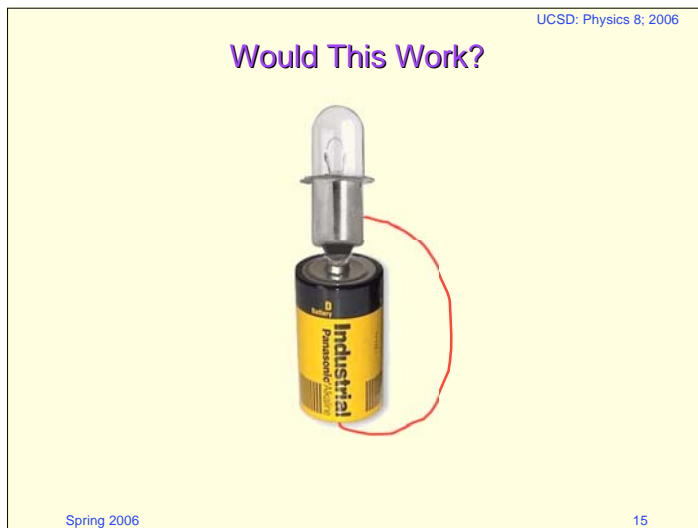 UCSD: Physics 8; 2006
Would This Work?
D
Battery
Industrial
Panasonic Alkaline
Spring 2006
15